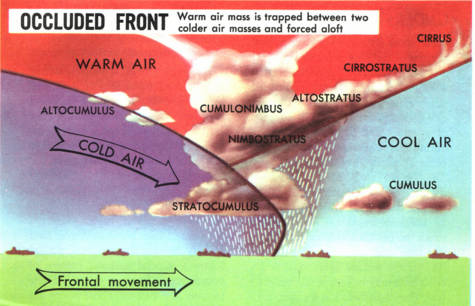 OCCLUDED FRONT
Warm air mass is trapped between two
colder air masses and forced aloft
CIRRUS
WARM AIR
CIRROSTRATUS
ALTOSTRATUS
ALTOCUMULUS
CUMULONIMBUS
NIMBOSTRATUS
COOL AIR
COLD AIR
CUMULUS
STRATOCUMULUS
Frontal movement